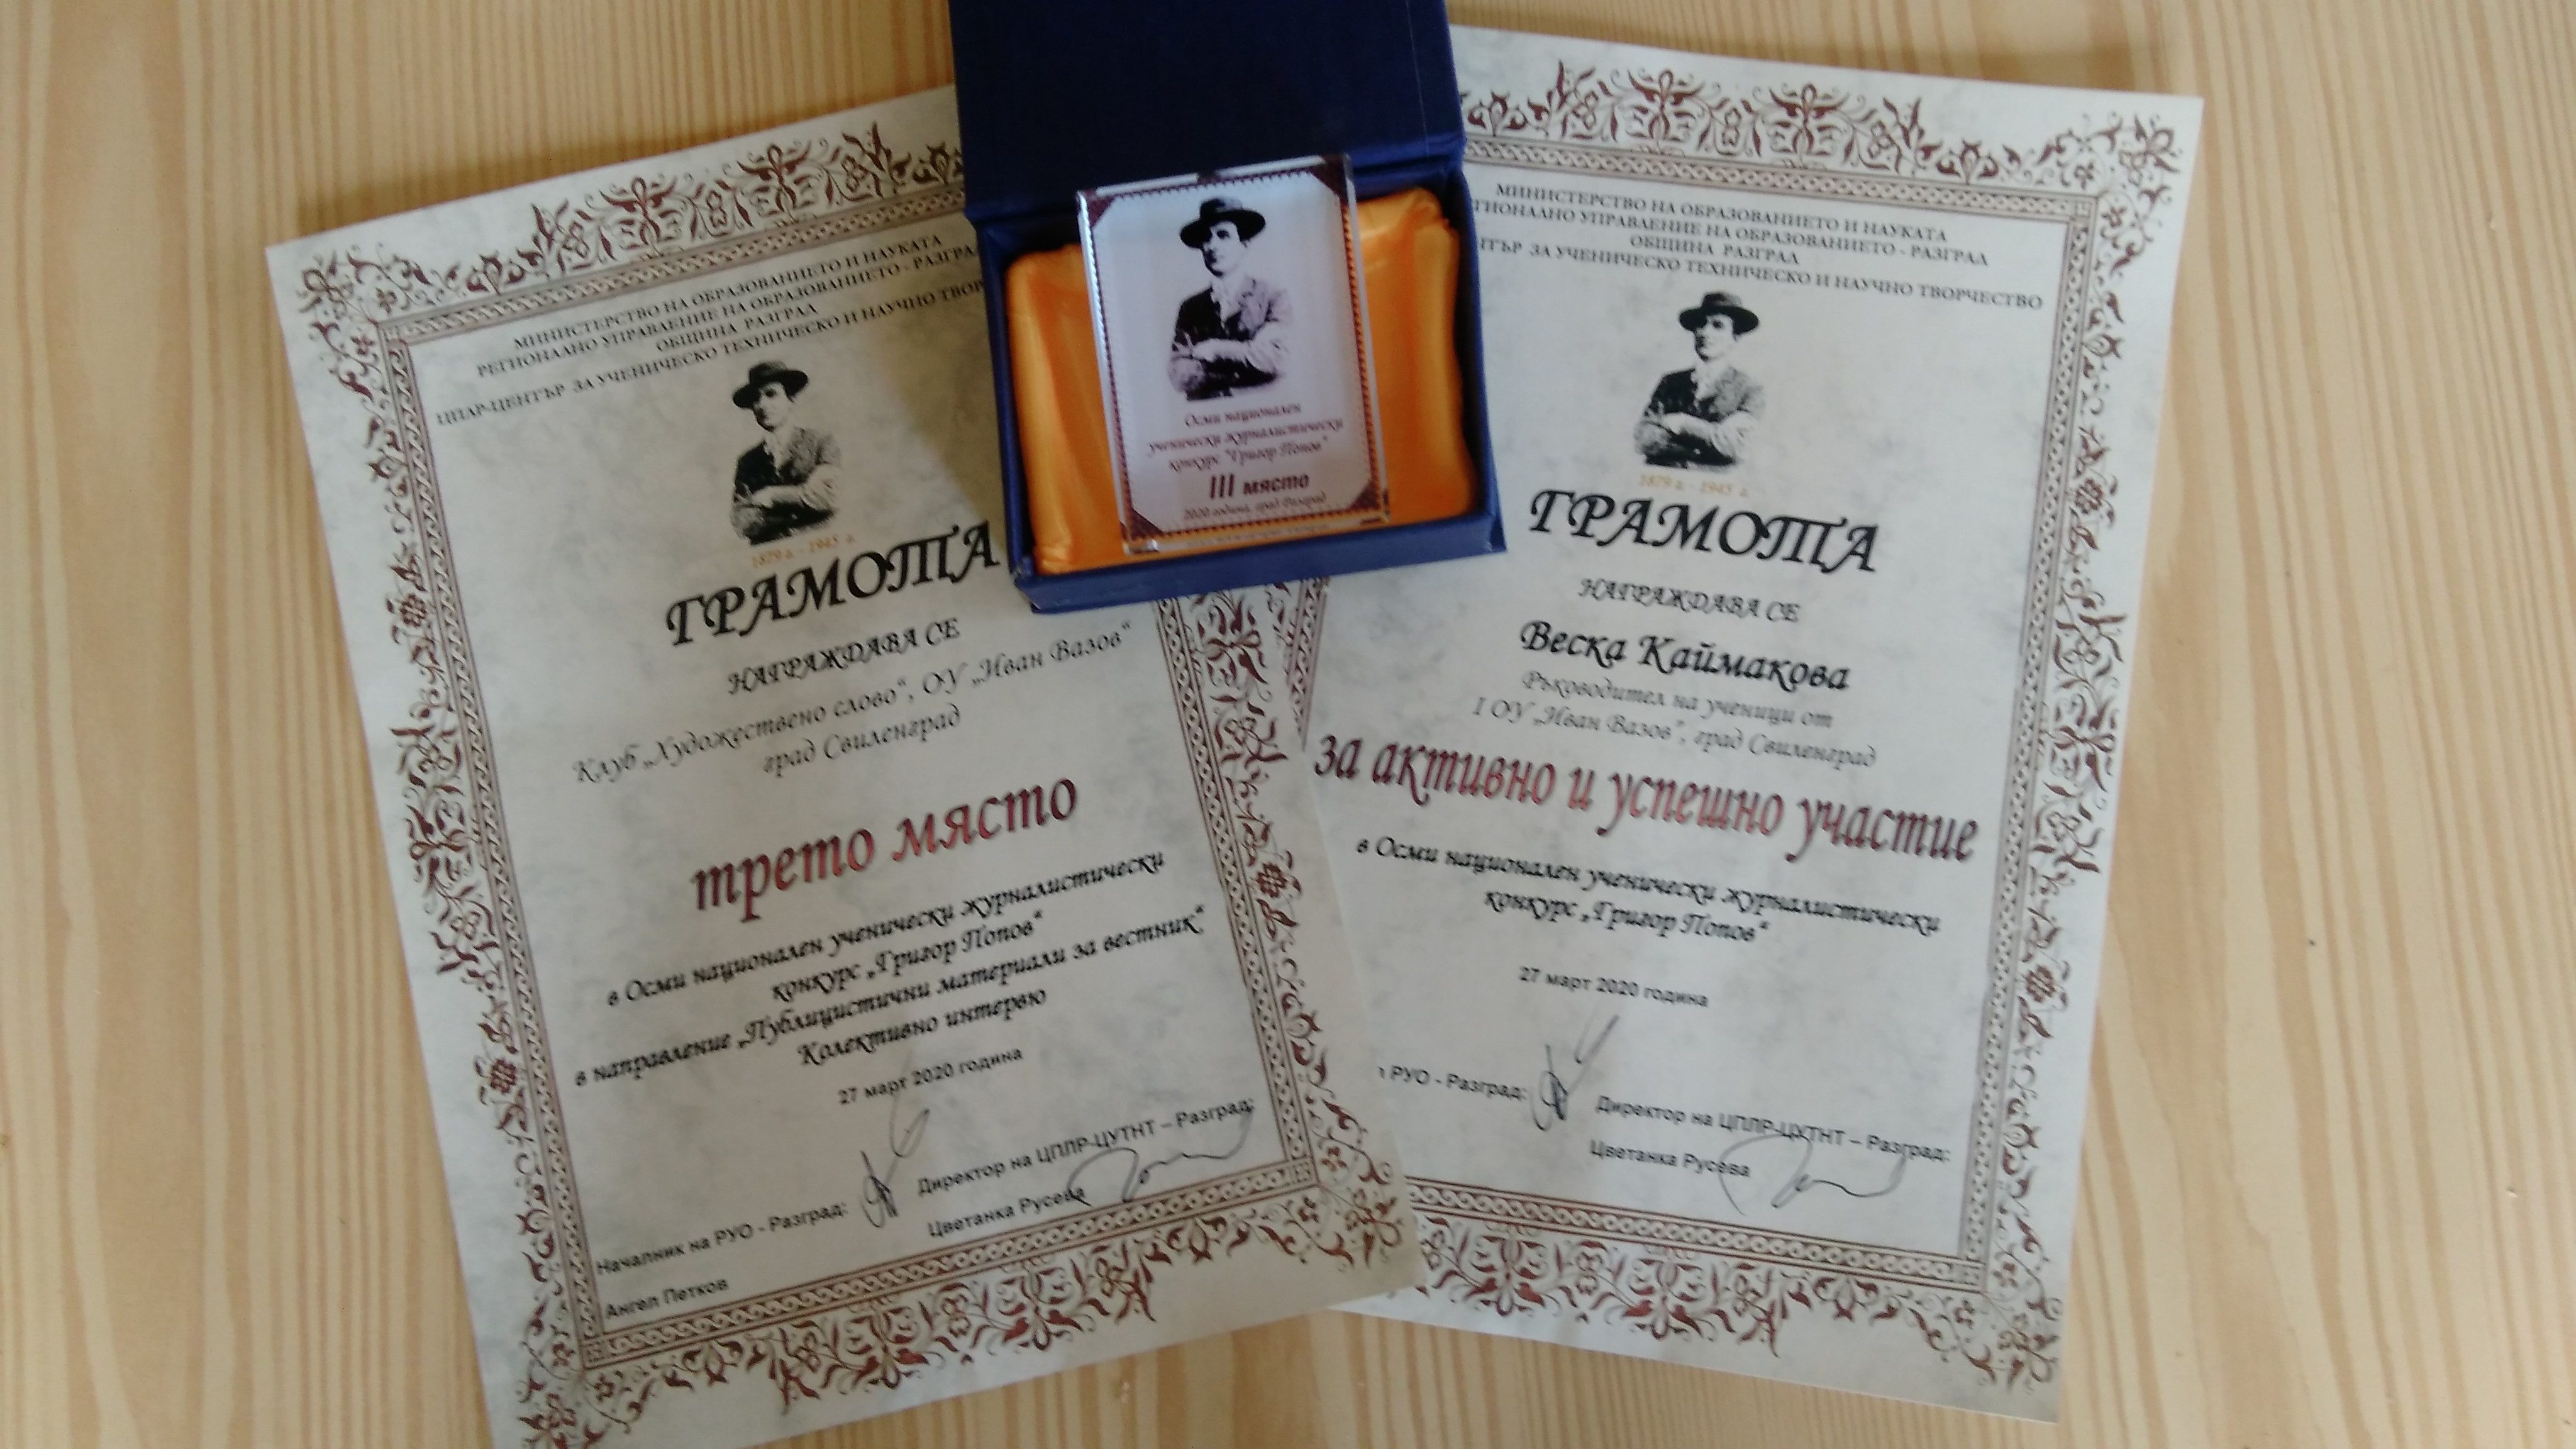 МИНИСТЕРСТВО НА ОБРАЗОВАНИЕТО И НАУКАТА
РЕГИОНАЛНО УПРАВЛЕНИЕ НА ОБРАЗОВАНИЕТО - РАЗГРАД
ОБЩИНА РАЗГРАД
ЦПЛР-ЦЕНТЪР ЗА УЧЕНИЧЕСКО ТЕХНИЧЕСКО И НАУЧНО ТВОР
1879 г. - 1945 г.
ГРАМОТА
НАГРАЖДАВА СЕ
Клуб „Художествено слово“, ОУ „Иван Вазов“
град Свиленград
трето място
в Осми национален ученически журналистически
конкурс „Григор Попов“
в направление „Публицистични материали за вестник“
Колективно интервю
27 март 2020 година
Началник на РУО - Разград:
Ангел Петков
Директор на ЦПЛР-ЦУТНТ – Разград:
Цветанка Русева
Осми национален
ученически журналистически
конкурс "Григор Попов"
III място
2020 година, град Разград
МИНИСТЕРСТВО НА ОБРАЗОВАНИЕТО И НАУКАТА
ГИОНАЛНО УПРАВЛЕНИЕ НА ОБРАЗОВАНИЕТО - РАЗГРАД
ОБЩИНА РАЗГРАД
НТЪР ЗА УЧЕНИЧЕСКО ТЕХНИЧЕСКО И НАУЧНО ТВОРЧЕСТВО
1879 г. - 1945 г.
ГРАМОТА
НАГРАЖДАВА СЕ
Веска Каймакова
Ръководител на ученици от
I ОУ „Иван Вазов”, град Свиленград
за активно и успешно участие
в Осми национален ученически журналистически
конкурс „Григор Попов“
27 март 2020 година
РУО - Разград:
Директор на ЦПЛР-ЦУТНТ – Разград:
Цветанка Русева